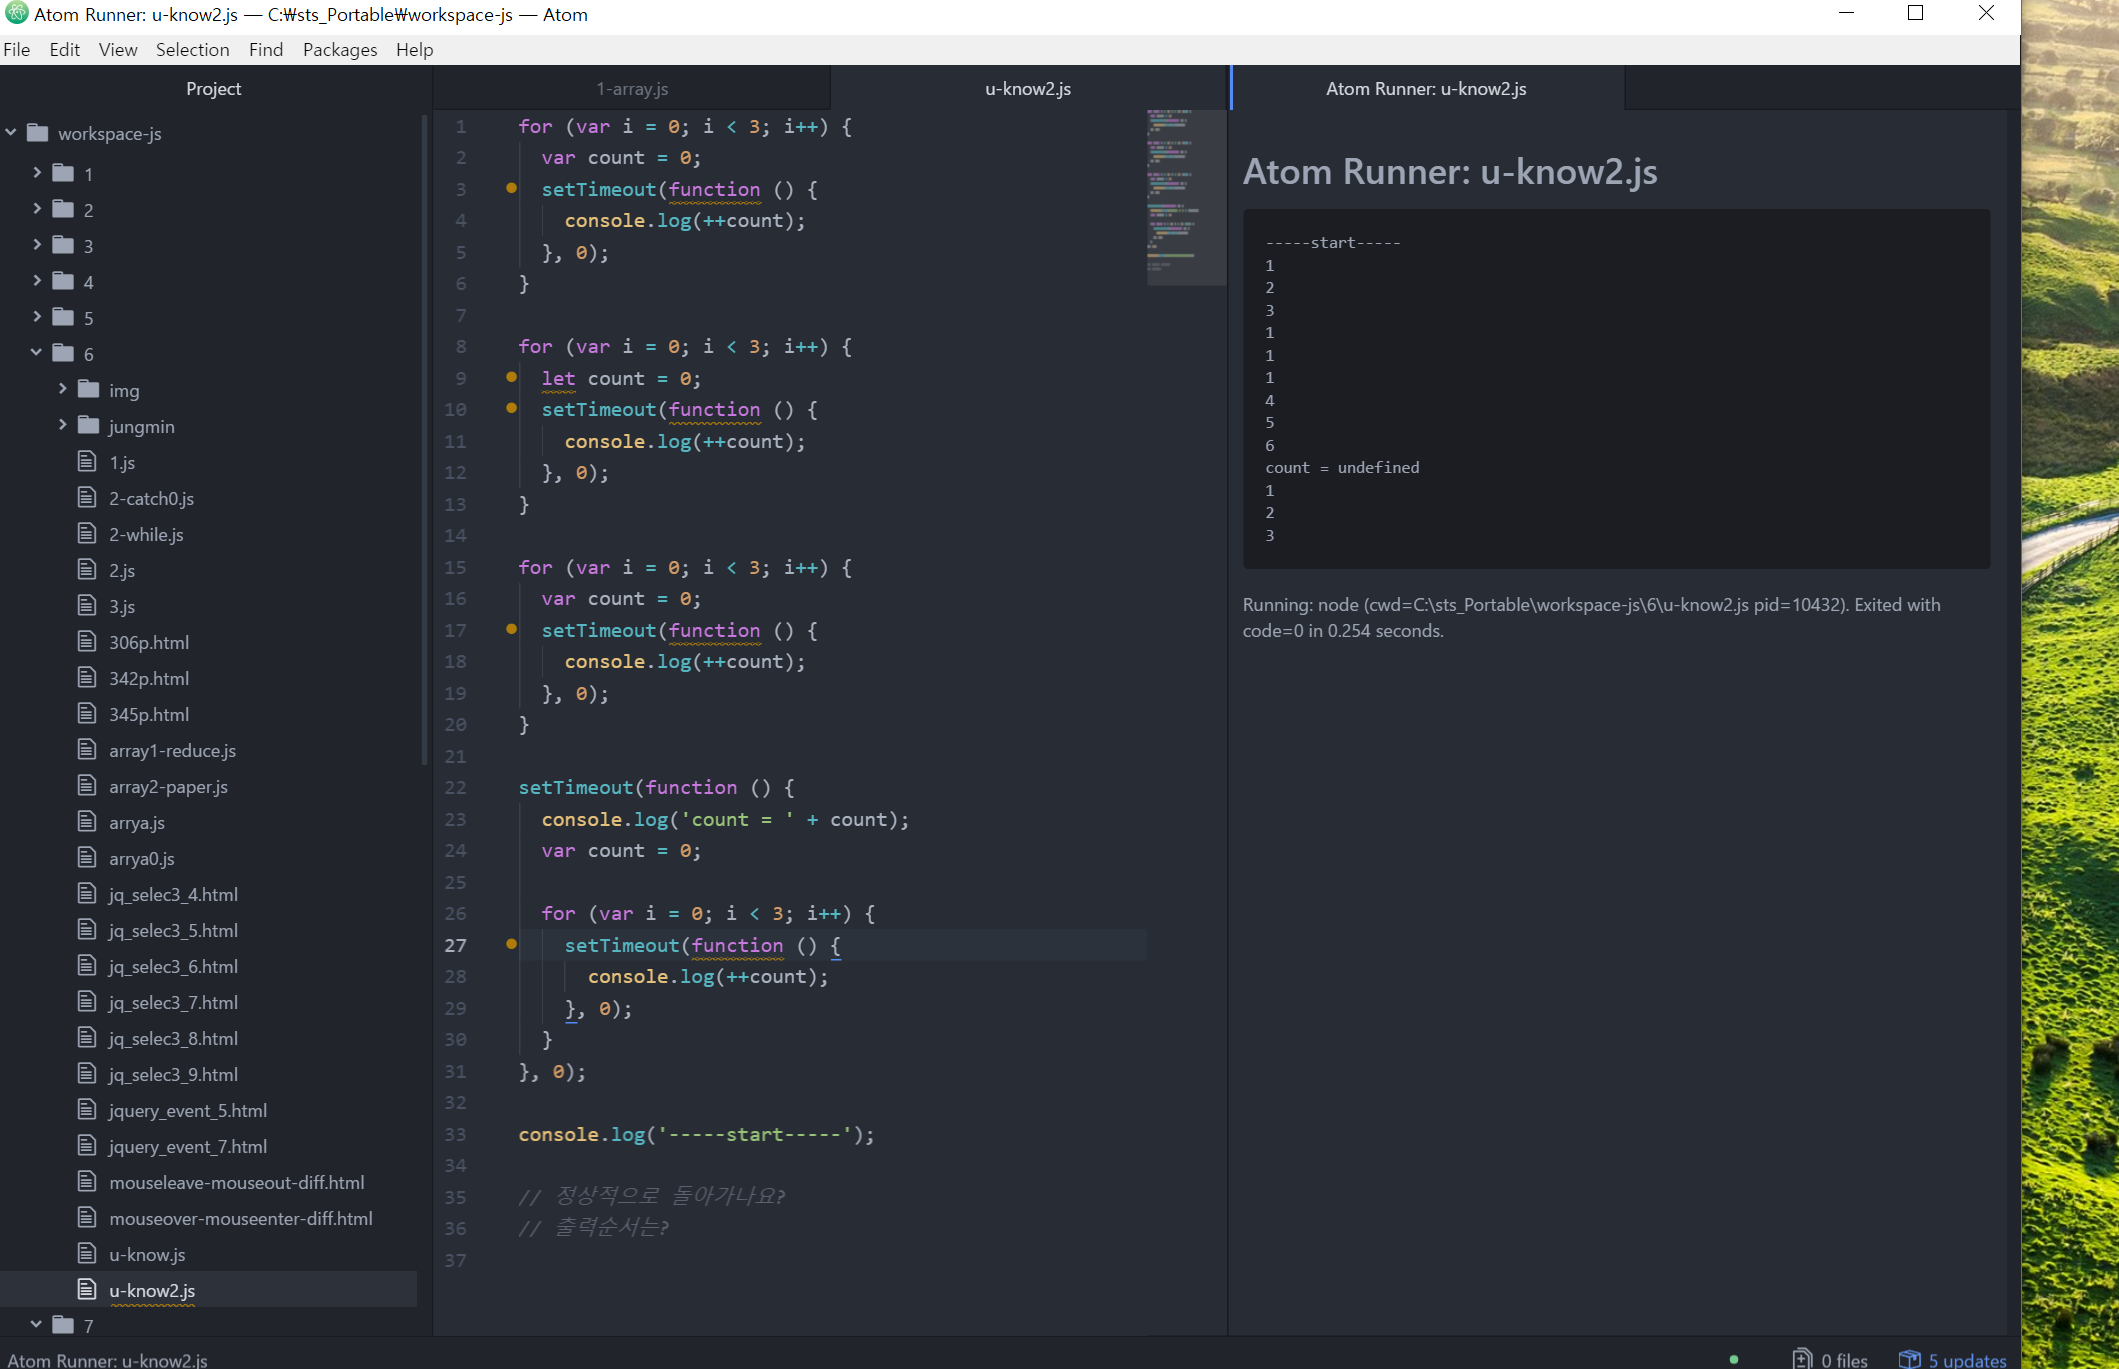 Atom Runner: u-know2.js — C:₩sts_Portable₩workspace-js — Atom
File Edit View Selection Find Packages Help
Project
workspace-js
1
2
3
4
5
6
img
jungmin
1.js
2-catch0.js
2-while.js
2.js
3.js
306p.html
342p.html
345p.html
array1-reduce.js
array2-paper.js
arrya.js
arrya0.js
jq_selec3_4.html
jq_selec3_5.html
jq_selec3_6.html
jq_selec3_7.html
jq_selec3_8.html
jq_selec3_9.html
jquery_event_5.html
jquery_event_7.html
mouseleave-mouseout-diff.html
mouseover-mouseenter-diff.html
u-know.js
u-know2.js
7
1-array.js
u-know2.js
1 for (var i = 0; i < 3; i++) {
2 var count = 0;
3 setTimeout(function () {
4 console.log(++count);
5 }, 0);
6 }
7
8 for (var i = 0; i < 3; i++) {
9 let count = 0;
10 setTimeout(function () {
11 console.log(++count);
12 }, 0);
13 }
14
15 for (var i = 0; i < 3; i++) {
16 var count = 0;
17 setTimeout(function () {
18 console.log(++count);
19 }, 0);
20 }
21
22 setTimeout(function () {
23 console.log('count = ' + count);
24 var count = 0;
25
26 for (var i = 0; i < 3; i++) {
27 setTimeout(function () {
28 console.log(++count);
29 }, 0);
30 }
31 }, 0);
32
33 console.log('-----start-----');
34
35 // 정상적으로 돌아가나요?
36 // 출력순서는?
37
Atom Runner: u-know2.js
Atom Runner: u-know2.js
-----start-----
1
2
3
1
1
1
4
5
6
count = undefined
1
2
3
Running: node (cwd=C:\sts_Portable\workspace-js\6\u-know2.js pid=10432). Exited with
code=0 in 0.254 seconds.
Atom Runner: u-know2.js
0 files
5 updates